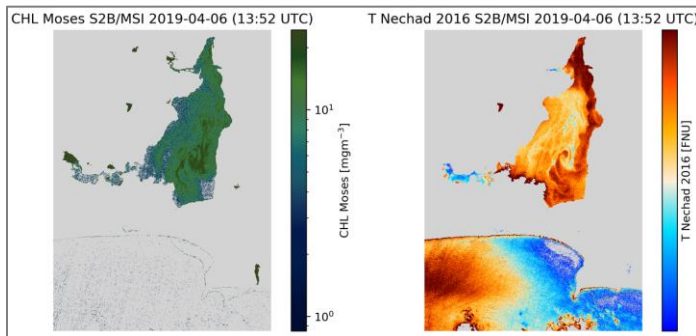 CHL Moses S2B/MSI 2019-04-06 (13:52 UTC)
10¹
CHL Moses [mgm⁻³]
10⁰
T Nechad 2016 S2B/MSI 2019-04-06 (13:52 UTC)
T Nechad 2016 [FNU]